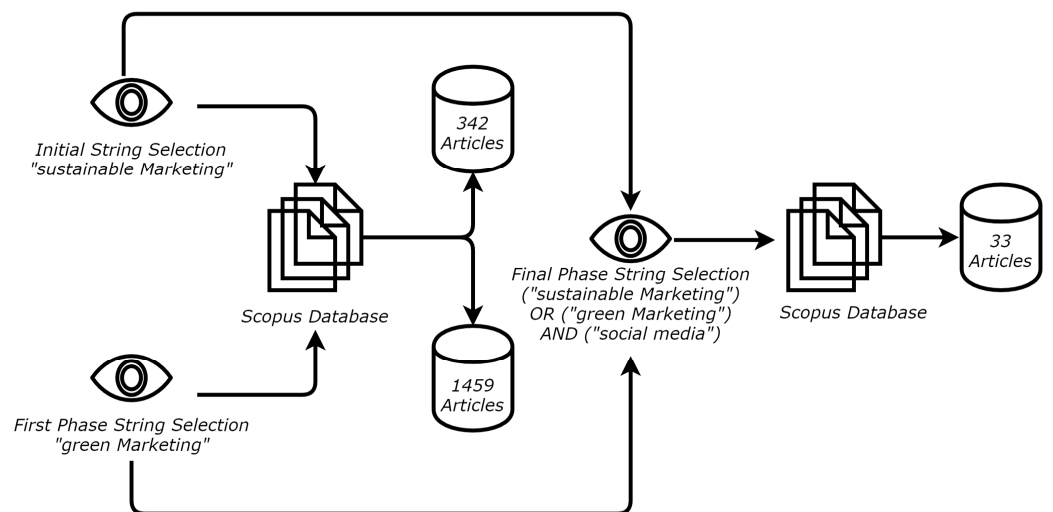 Initial String Selection
"sustainable Marketing"
342
Articles
Scopus Database
First Phase String Selection
"green Marketing"
1459
Articles
Final Phase String Selection
("sustainable Marketing")
OR ("green Marketing")
AND ("social media")
Scopus Database
33
Articles